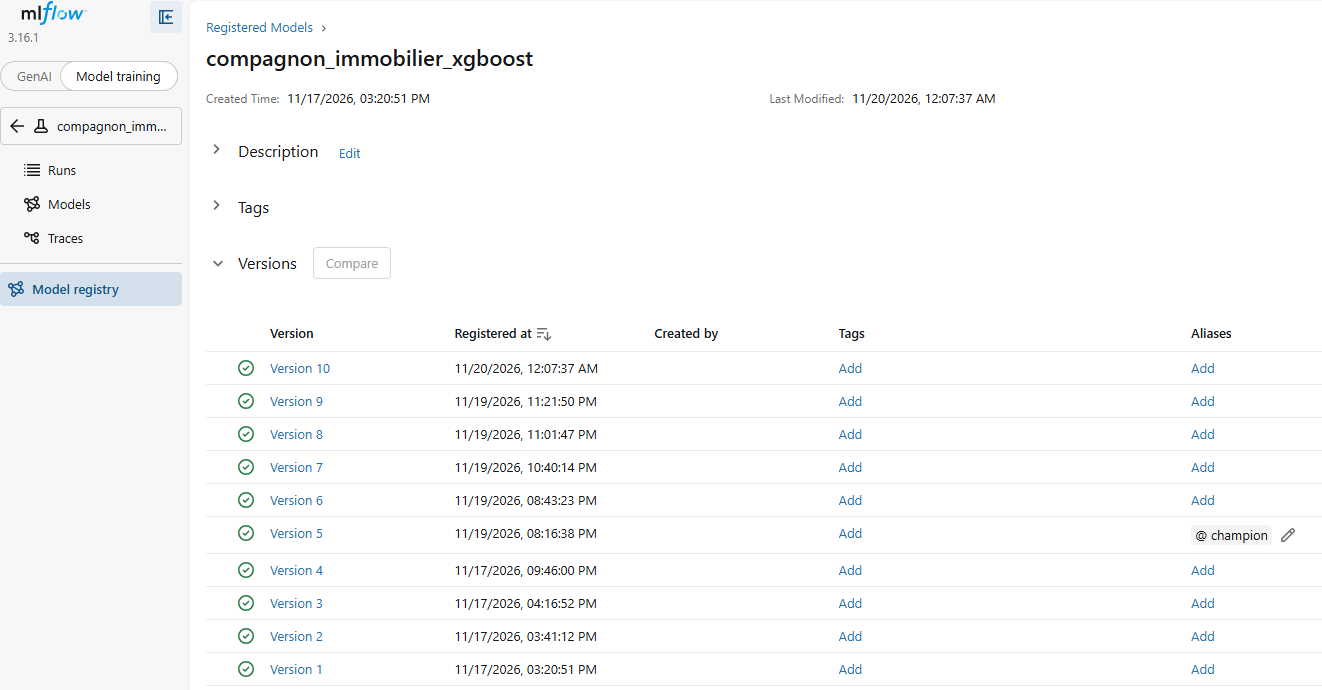 mlflow
3.16.1
GenAI Model training
compagnon_imm...
Runs
Models
Traces
Model registry
Registered Models
compagnon_immobilier_xgboost
Created Time: 11/17/2026, 03:20:51 PM Last Modified: 11/20/2026, 12:07:37 AM
Description Edit
Tags
Versions Compare
Version Registered at Created by Tags Aliases
Version 10 11/20/2026, 12:07:37 AM Add Add
Version 9 11/19/2026, 11:21:50 PM Add Add
Version 8 11/19/2026, 11:01:47 PM Add Add
Version 7 11/19/2026, 10:40:14 PM Add Add
Version 6 11/19/2026, 08:43:23 PM Add Add
Version 5 11/19/2026, 08:16:38 PM Add @ champion
Version 4 11/17/2026, 09:46:00 PM Add Add
Version 3 11/17/2026, 04:16:52 PM Add Add
Version 2 11/17/2026, 03:41:12 PM Add Add
Version 1 11/17/2026, 03:20:51 PM Add Add